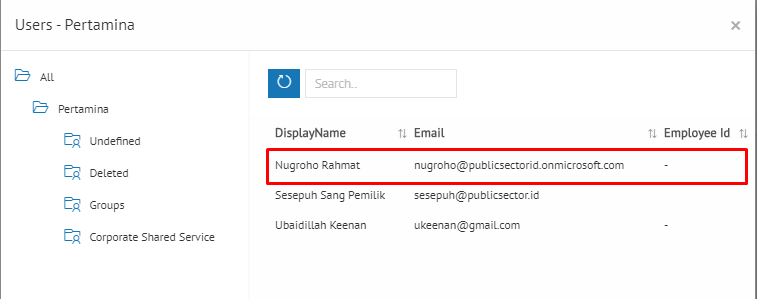 Users - Pertamina ×
All
Pertamina
Undefined
Deleted
Groups
Corporate Shared Service
Search..
DisplayName Email Employee Id
Nugroho Rahmat nugroho@publicsectorid.onmicrosoft.com -
Sesepuh Sang Pemilik sesepuh@publicsector.id
Ubaidillah Keenan ukeenan@gmail.com -